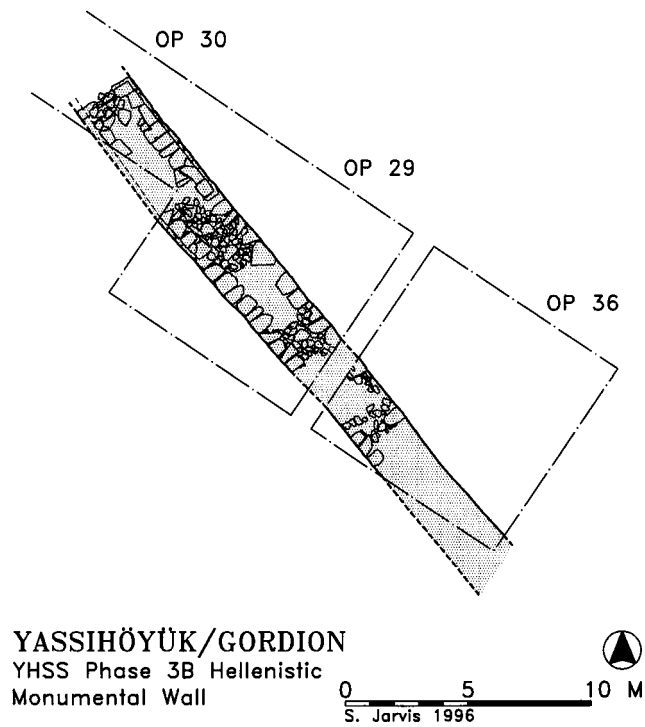 OP 30
OP 29
OP 36
YASSIHÖYÜK/GORDION
YHSS Phase 3B Hellenistic
Monumental Wall
0 5 10 M
S. Jarvis 1996